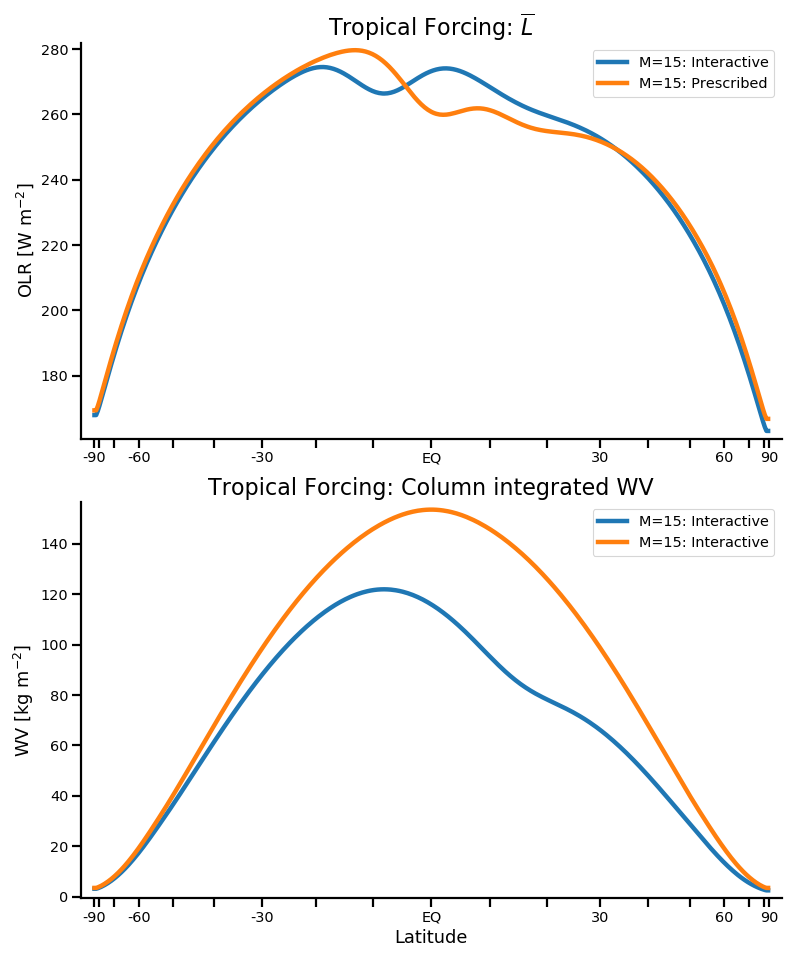 Tropical Forcing: L̅
280
260
240
220
200
180
OLR [W m⁻²]
M=15: Interactive
M=15: Prescribed
-90
-60
-30
EQ
30
60
90
Tropical Forcing: Column integrated WV
140
120
100
80
60
40
20
0
WV [kg m⁻²]
M=15: Interactive
M=15: Interactive
-90
-60
-30
EQ
30
60
90
Latitude